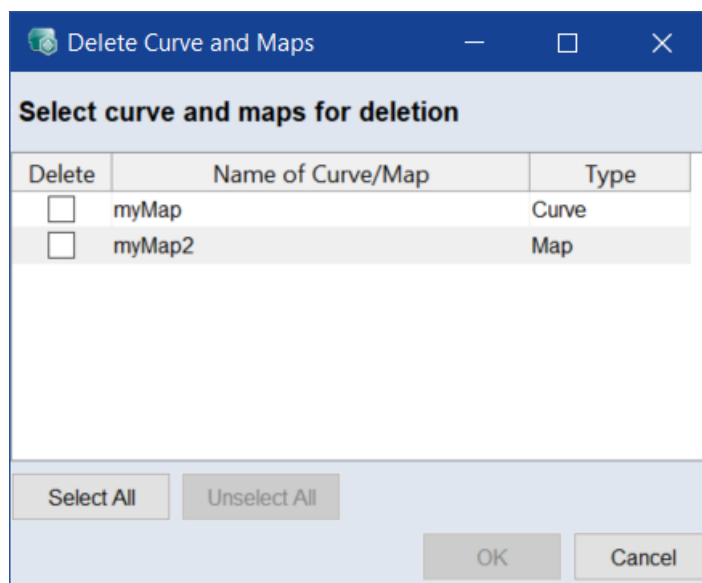 Delete Curve and Maps
Select curve and maps for deletion
Delete Name of Curve/Map Type
myMap Curve
myMap2 Map
Select All Unselect All
OK Cancel